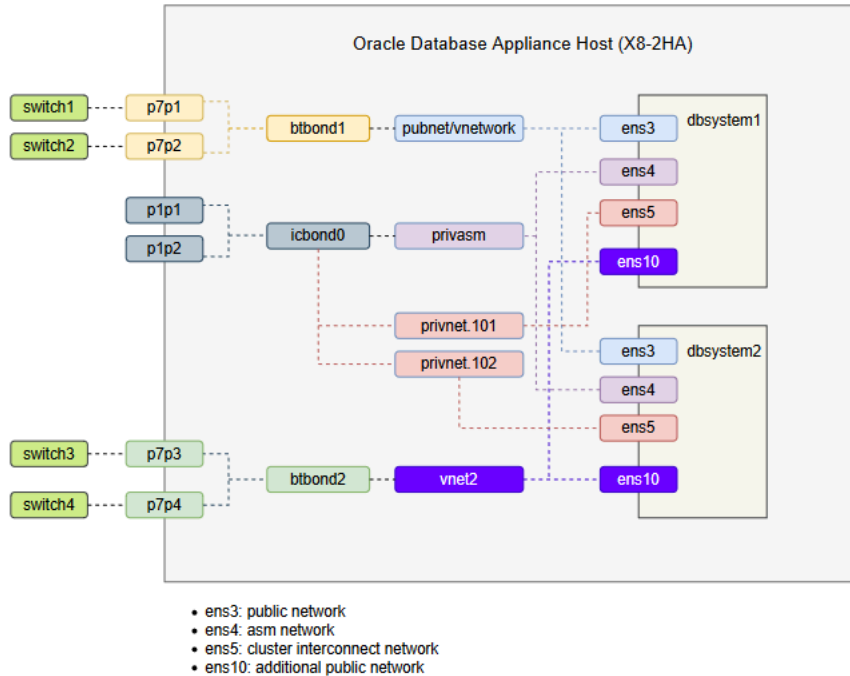 Oracle Database Appliance Host (X8-2HA)
switch1
p7p1
switch2
p7p2
btbond1
pubnet/vnetwork
ens3
dbsystem1
ens4
p1p1
p1p2
icbond0
privasm
ens5
ens10
privnet.101
privnet.102
ens3
dbsystem2
ens4
ens5
switch3
p7p3
switch4
p7p4
btbond2
vnet2
ens10
• ens3: public network
• ens4: asm network
• ens5: cluster interconnect network
• ens10: additional public network